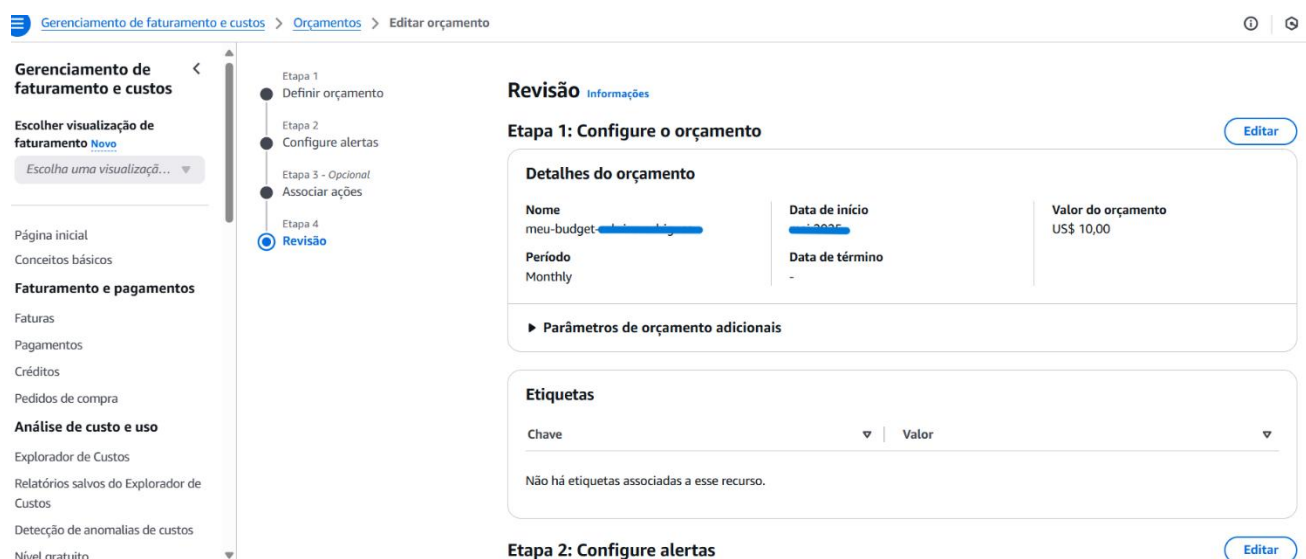 Gerenciamento de faturamento e custos > Orçamentos > Editar orçamento
Gerenciamento de
faturamento e custos
Escolher visualização de
faturamento Novo
Escolha uma visualizaçã...
Página inicial
Conceitos básicos
Faturamento e pagamentos
Faturas
Pagamentos
Créditos
Pedidos de compra
Análise de custo e uso
Explorador de Custos
Relatórios salvos do Explorador de
Custos
Detecção de anomalias de custos
Nível gratuito
Etapa 1
Definir orçamento
Etapa 2
Configure alertas
Etapa 3 - Opcional
Associar ações
Etapa 4
Revisão
Revisão Informações
Etapa 1: Configure o orçamento
Editar
Detalhes do orçamento
Nome
meu-budget-
Período
Monthly
Data de início
Data de término
-
Valor do orçamento
US$ 10,00
Parâmetros de orçamento adicionais
Etiquetas
Chave
Valor
Não há etiquetas associadas a esse recurso.
Etapa 2: Configure alertas
Editar